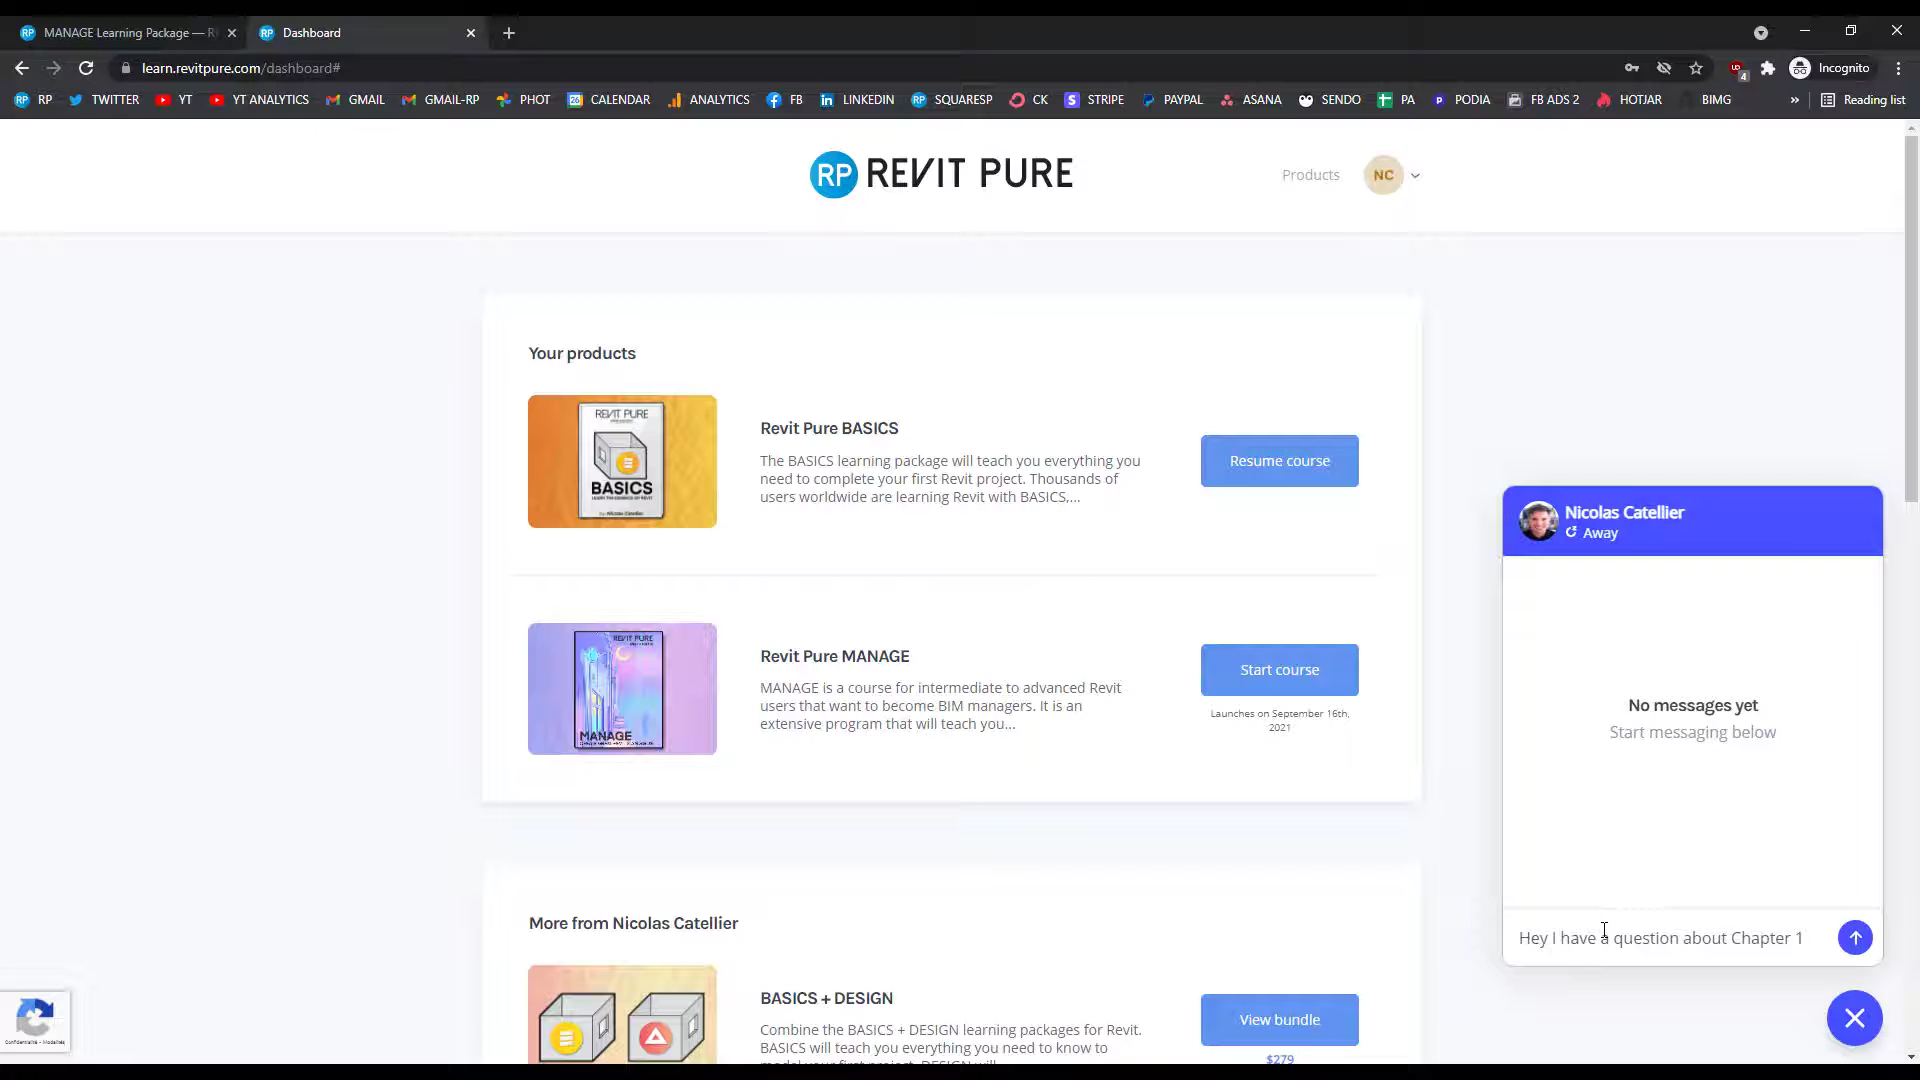 MANAGE Learning Package — R
Dashboard
learn.revitpure.com/dashboard#
4
Incognito
RP TWITTER YT YT ANALYTICS GMAIL GMAIL-RP PHOT CALENDAR ANALYTICS FB LINKEDIN SQUARESP CK STRIPE PAYPAL ASANA SENDO PA PODIA FB ADS 2 HOTJAR BIMG » Reading list
RP REVIT PURE
Products
NC
Your products
REVIT PURE
BASICS
Revit Pure BASICS
The BASICS learning package will teach you everything you
need to complete your first Revit project. Thousands of
users worldwide are learning Revit with BASICS,...
Resume course
REVIT PURE
MANAGE
Revit Pure MANAGE
MANAGE is a course for intermediate to advanced Revit
users that want to become BIM managers. It is an
extensive program that will teach you...
Start course
Launches on September 16th,
2021
More from Nicolas Catellier
BASICS + DESIGN
Combine the BASICS + DESIGN learning packages for Revit.
BASICS will teach you everything you need to know to
View bundle
$279
Nicolas Catellier
Away
No messages yet
Start messaging below
Hey I have a question about Chapter 1
Confidentialité - Modalités